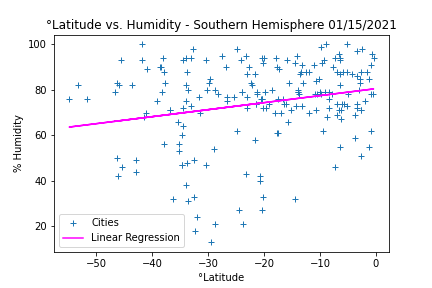 °Latitude vs. Humidity - Southern Hemisphere 01/15/2021
100
80
60
40
20
% Humidity
Cities
Linear Regression
−50 −40 −30 −20 −10 0
°Latitude